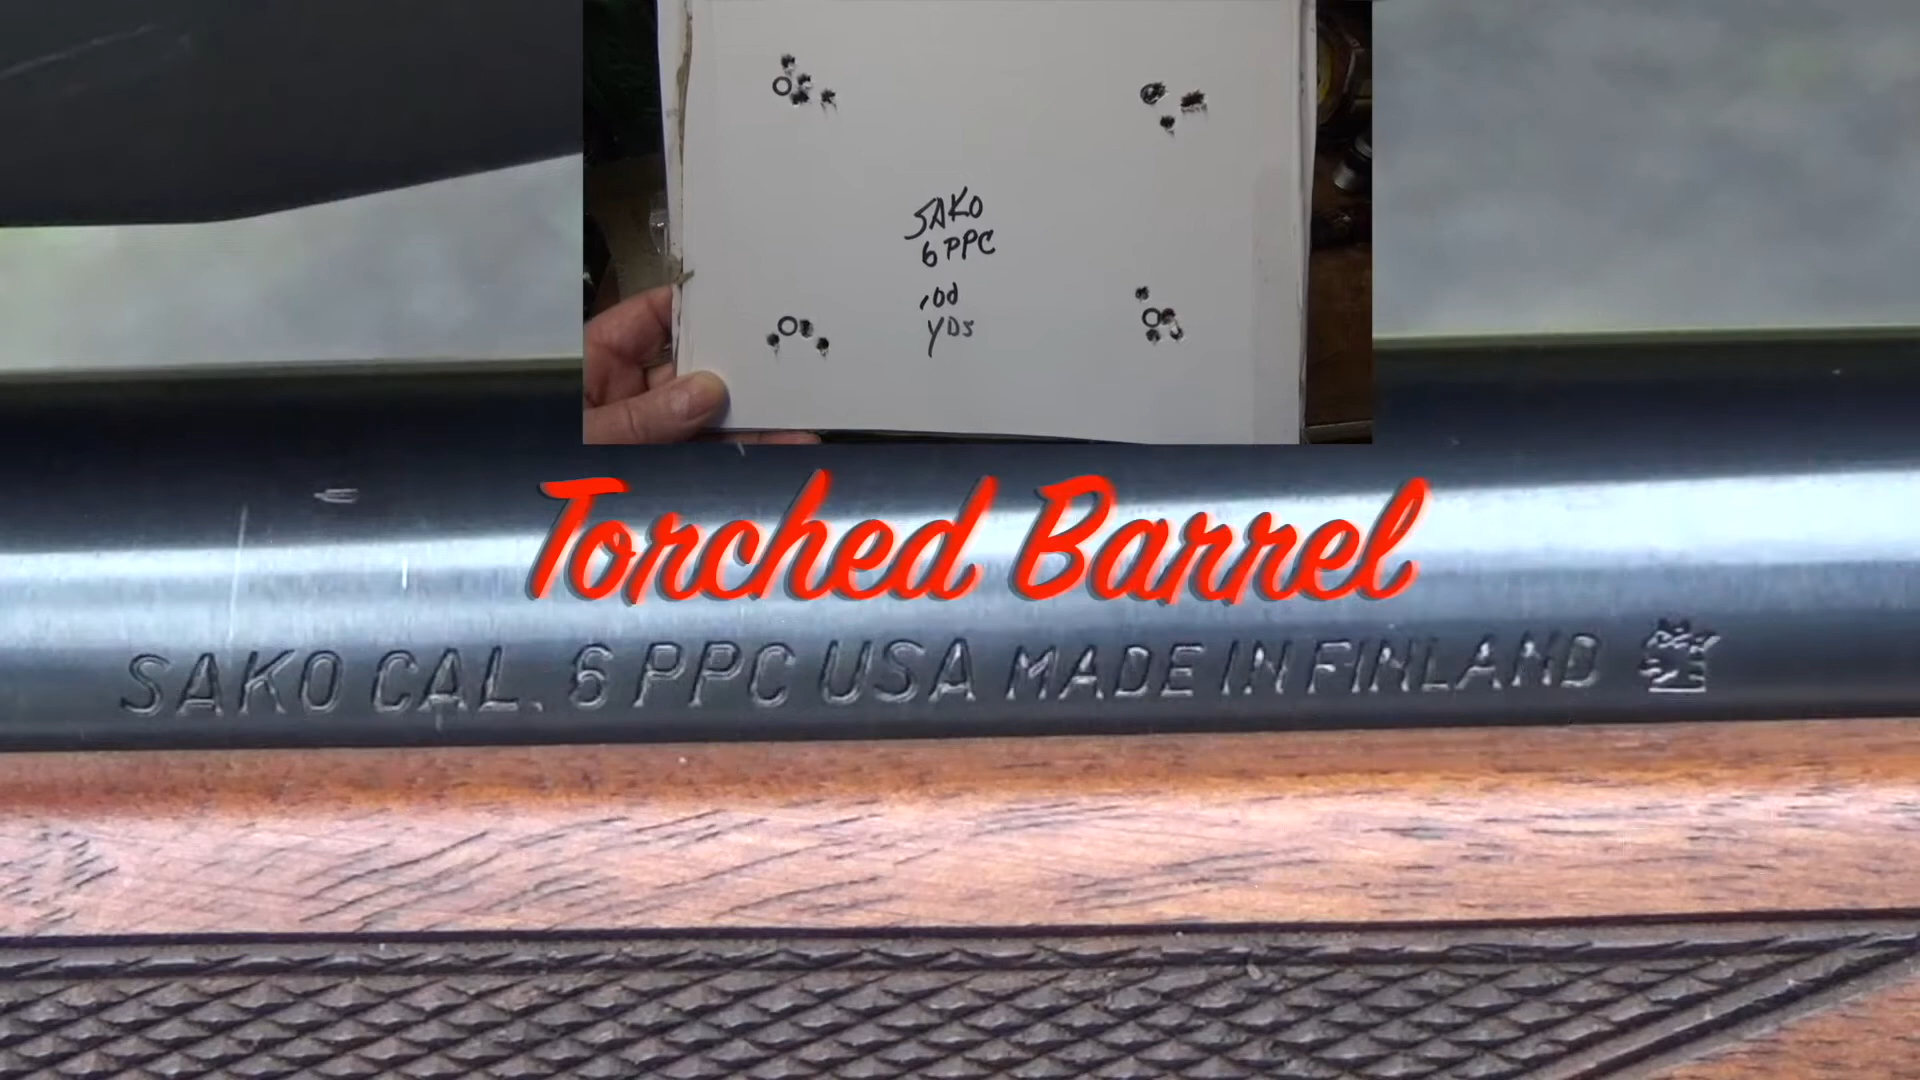 SAKO
6 PPC
100
YDS
Torched Barrel
SAKO CAL. 6 PPC USA MADE IN FINLAND